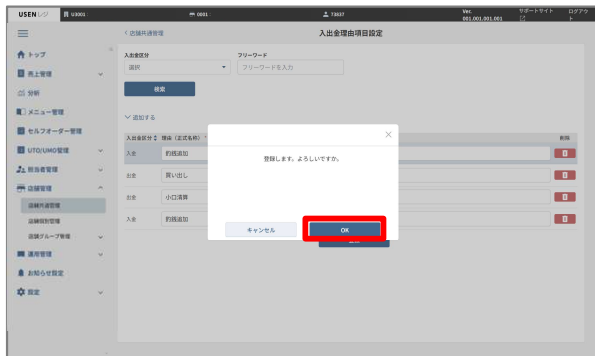 USENレジ U3001: 0001: 73837 Ver. 001.001.001.001 サポートサイト ログアウト
< 店舗共通管理 入出金理由項目設定
トップ
売上管理
分析
メニュー管理
セルフオーダー管理
UTO/UMO管理
担当者管理
店舗管理
店舗共通管理
店舗個別管理
店舗グループ管理
運用管理
お知らせ設定
設定
入出金区分 フリーワード
選択 フリーワードを入力
検索
追加する
入出金区分 理由（正式名称） 削除
入金 釣銭追加
出金 買い出し
出金 小口清算
入金 釣銭追加
登録します。よろしいですか。
キャンセル OK